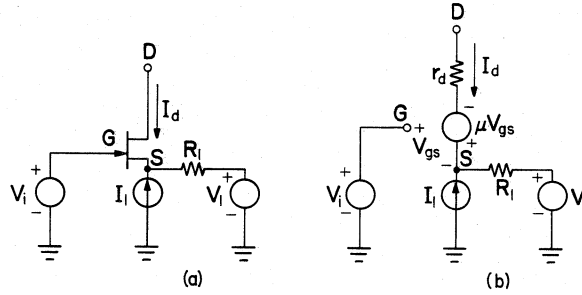 D
I_d
G
S
R_l
+
V_i
−
I_l
+
V_l
−
(a)
D
r_d
I_d
−
μV_gs
+
G
+
V_gs
−
S
R_l
+
V_i
−
I_l
+
V
−
(b)